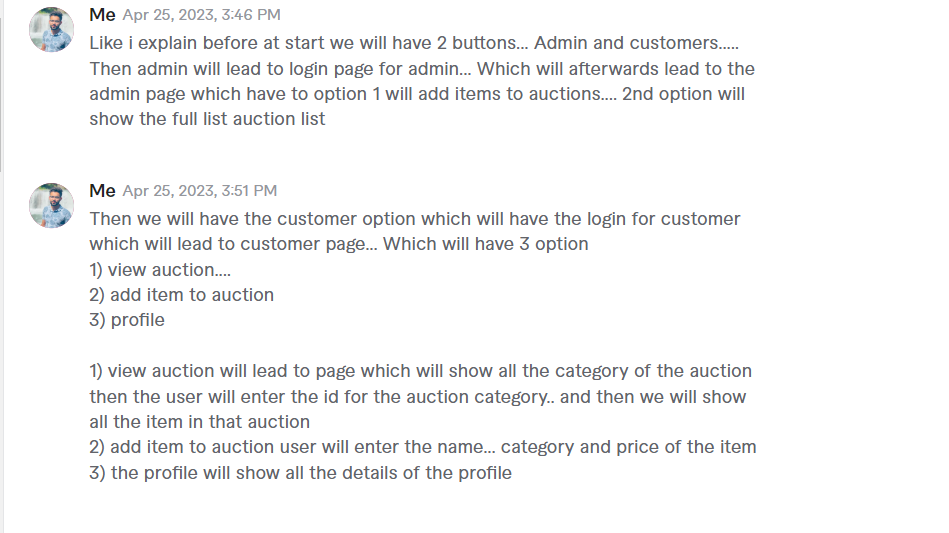 Me Apr 25, 2023, 3:46 PM
Like i explain before at start we will have 2 buttons... Admin and customers.....
Then admin will lead to login page for admin... Which will afterwards lead to the
admin page which have to option 1 will add items to auctions.... 2nd option will
show the full list auction list
Me Apr 25, 2023, 3:51 PM
Then we will have the customer option which will have the login for customer
which will lead to customer page... Which will have 3 option
1) view auction....
2) add item to auction
3) profile
1) view auction will lead to page which will show all the category of the auction
then the user will enter the id for the auction category.. and then we will show
all the item in that auction
2) add item to auction user will enter the name... category and price of the item
3) the profile will show all the details of the profile